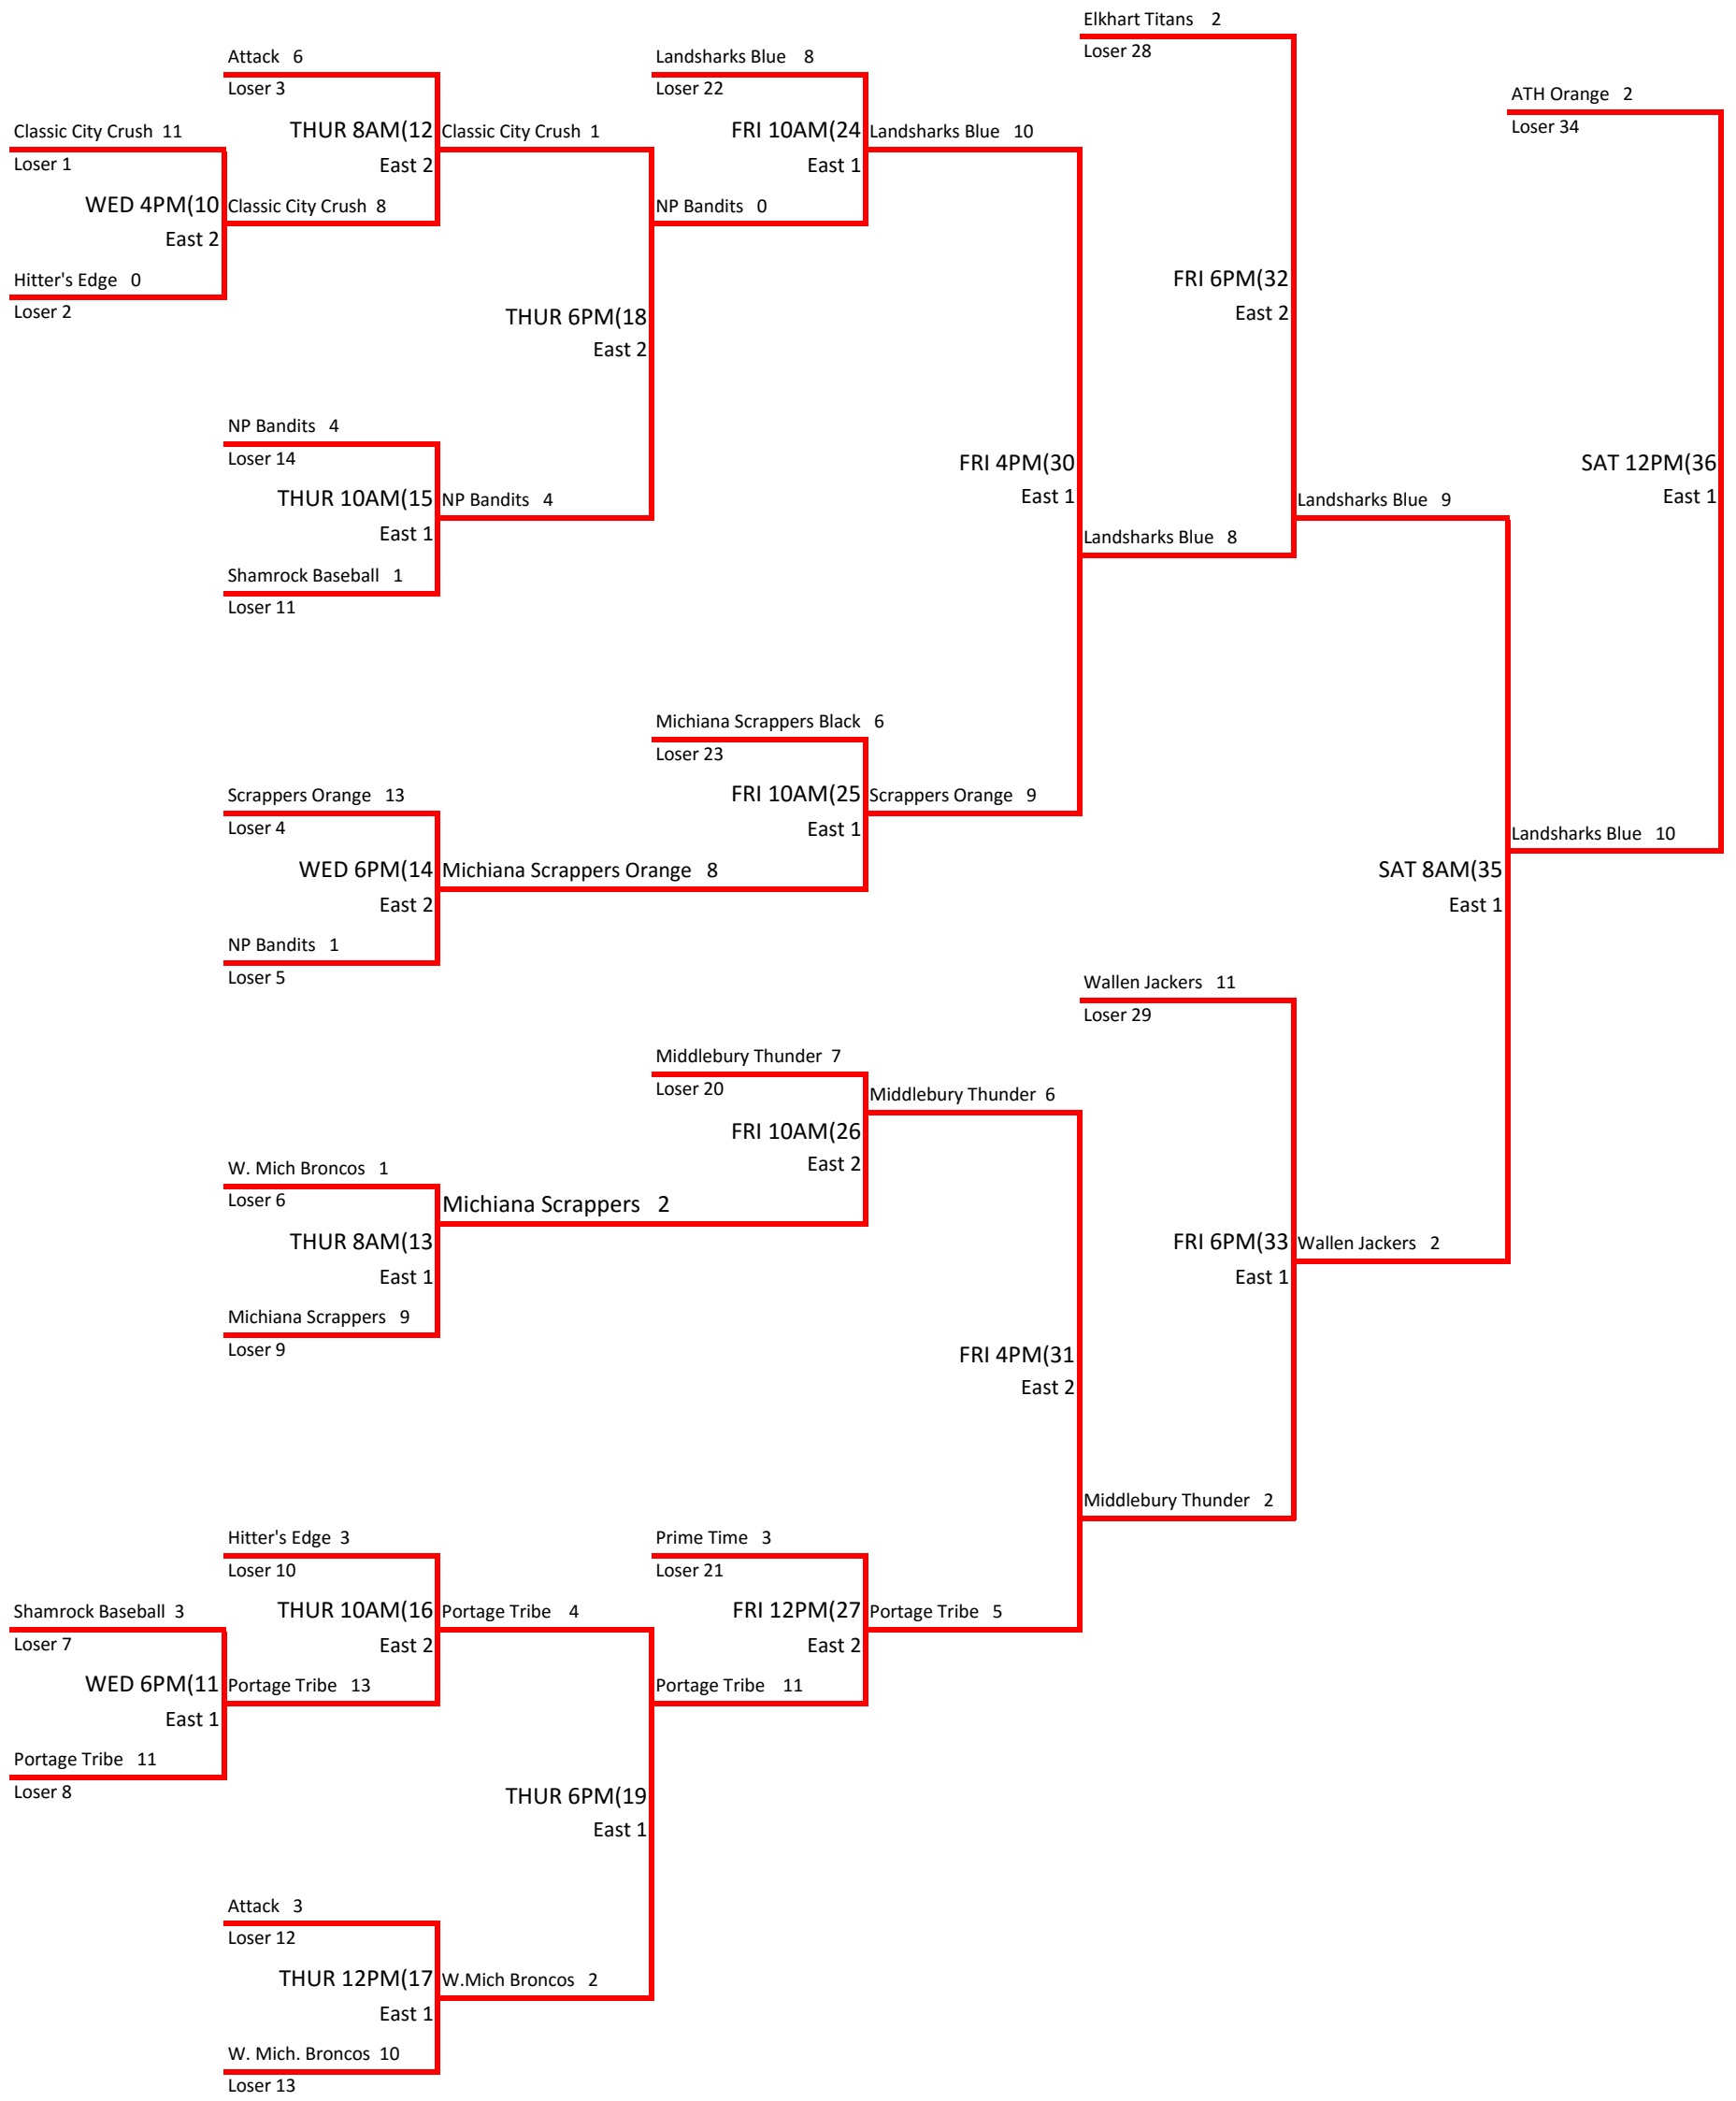 Elkhart Titans 2
Loser 28
Attack 6
Landsharks Blue 8
Loser 3
Loser 22
ATH Orange 2
Loser 34
Classic City Crush 11
THUR 8AM(12
Classic City Crush 1
FRI 10AM(24
Landsharks Blue 10
Loser 1
East 2
East 1
WED 4PM(10
Classic City Crush 8
NP Bandits 0
East 2
Hitter's Edge 0
FRI 6PM(32
Loser 2
THUR 6PM(18
East 2
East 2
NP Bandits 4
Loser 14
FRI 4PM(30
SAT 12PM(36
THUR 10AM(15
NP Bandits 4
East 1
Landsharks Blue 9
East 1
East 1
Landsharks Blue 8
Shamrock Baseball 1
Loser 11
Michiana Scrappers Black 6
Loser 23
Scrappers Orange 13
FRI 10AM(25
Scrappers Orange 9
Loser 4
East 1
Landsharks Blue 10
WED 6PM(14
Michiana Scrappers Orange 8
SAT 8AM(35
East 2
East 1
NP Bandits 1
Loser 5
Wallen Jackers 11
Loser 29
Middlebury Thunder 7
Loser 20
Middlebury Thunder 6
FRI 10AM(26
W. Mich Broncos 1
East 2
Loser 6
Michiana Scrappers 2
THUR 8AM(13
FRI 6PM(33
Wallen Jackers 2
East 1
East 1
Michiana Scrappers 9
Loser 9
FRI 4PM(31
East 2
Middlebury Thunder 2
Hitter's Edge 3
Prime Time 3
Loser 10
Loser 21
Shamrock Baseball 3
THUR 10AM(16
Portage Tribe 4
FRI 12PM(27
Portage Tribe 5
Loser 7
East 2
East 2
WED 6PM(11
Portage Tribe 13
Portage Tribe 11
East 1
Portage Tribe 11
Loser 8
THUR 6PM(19
East 1
Attack 3
Loser 12
THUR 12PM(17
W.Mich Broncos 2
East 1
W. Mich. Broncos 10
Loser 13